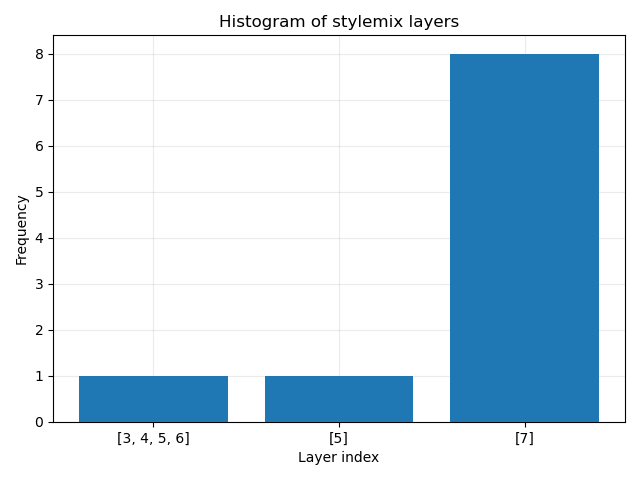 Histogram of stylemix layers
8
7
6
5
4
3
2
1
0
Frequency
[3, 4, 5, 6] [5] [7]
Layer index